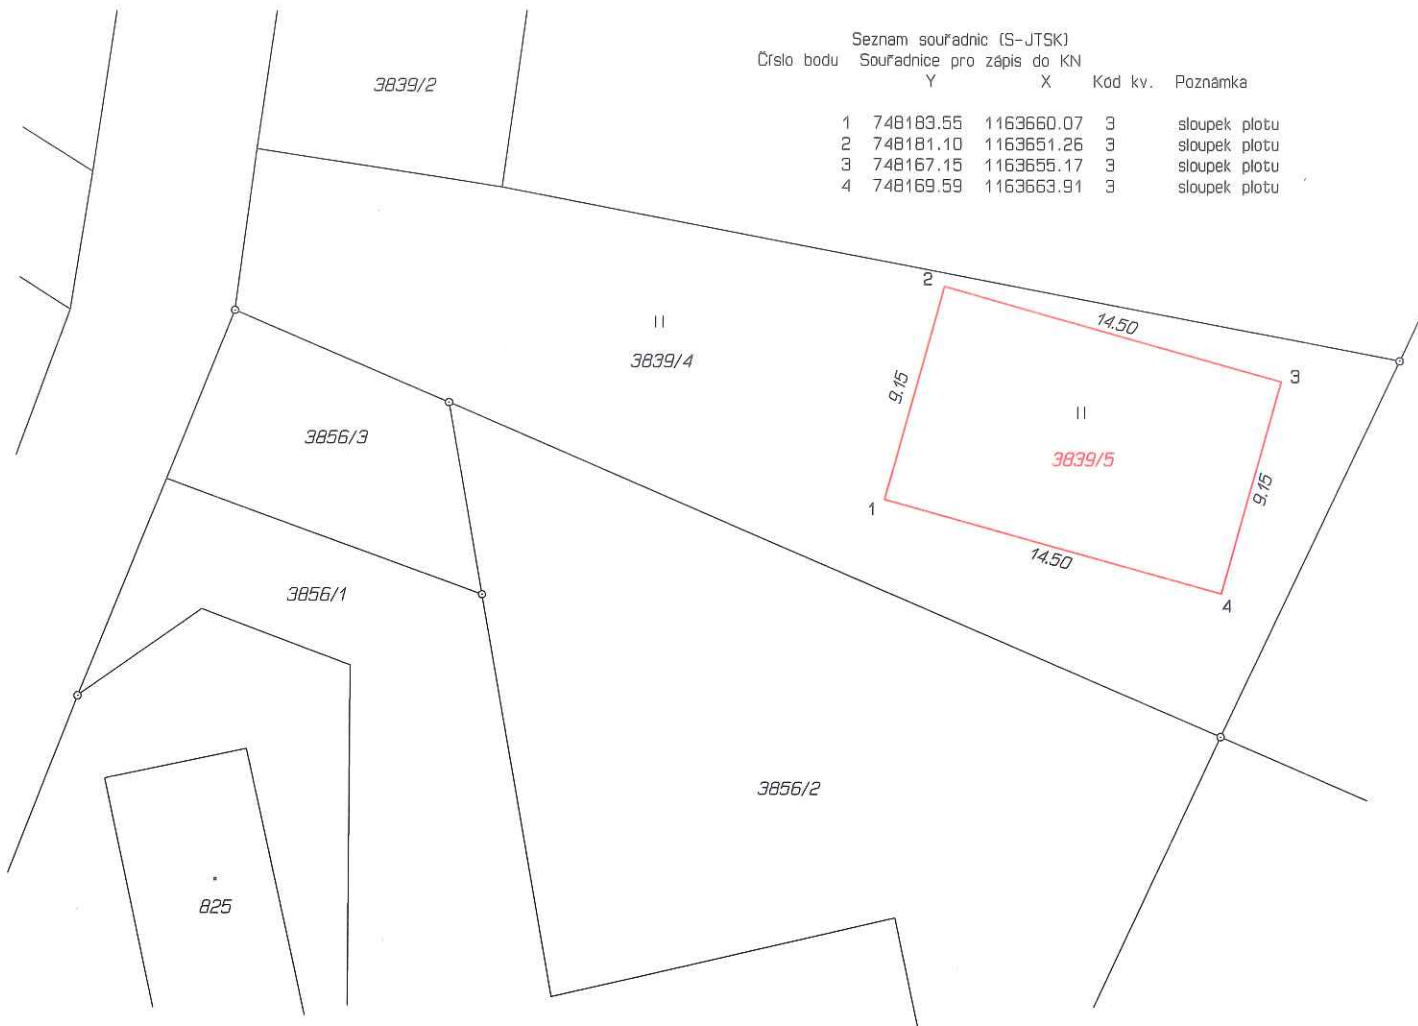 Seznam souřadnic (S-JTSK)
Číslo bodu Souřadnice pro zápis do KN
Y X Kód kv. Poznámka
1 748183.55 1163660.07 3 sloupek plotu
2 748181.10 1163651.26 3 sloupek plotu
3 748167.15 1163655.17 3 sloupek plotu
4 748169.59 1163663.91 3 sloupek plotu
3839/2
2
14.50
3
3839/4
9.15
3839/5
9.15
3856/3
1
14.50
4
3856/1
3856/2
825